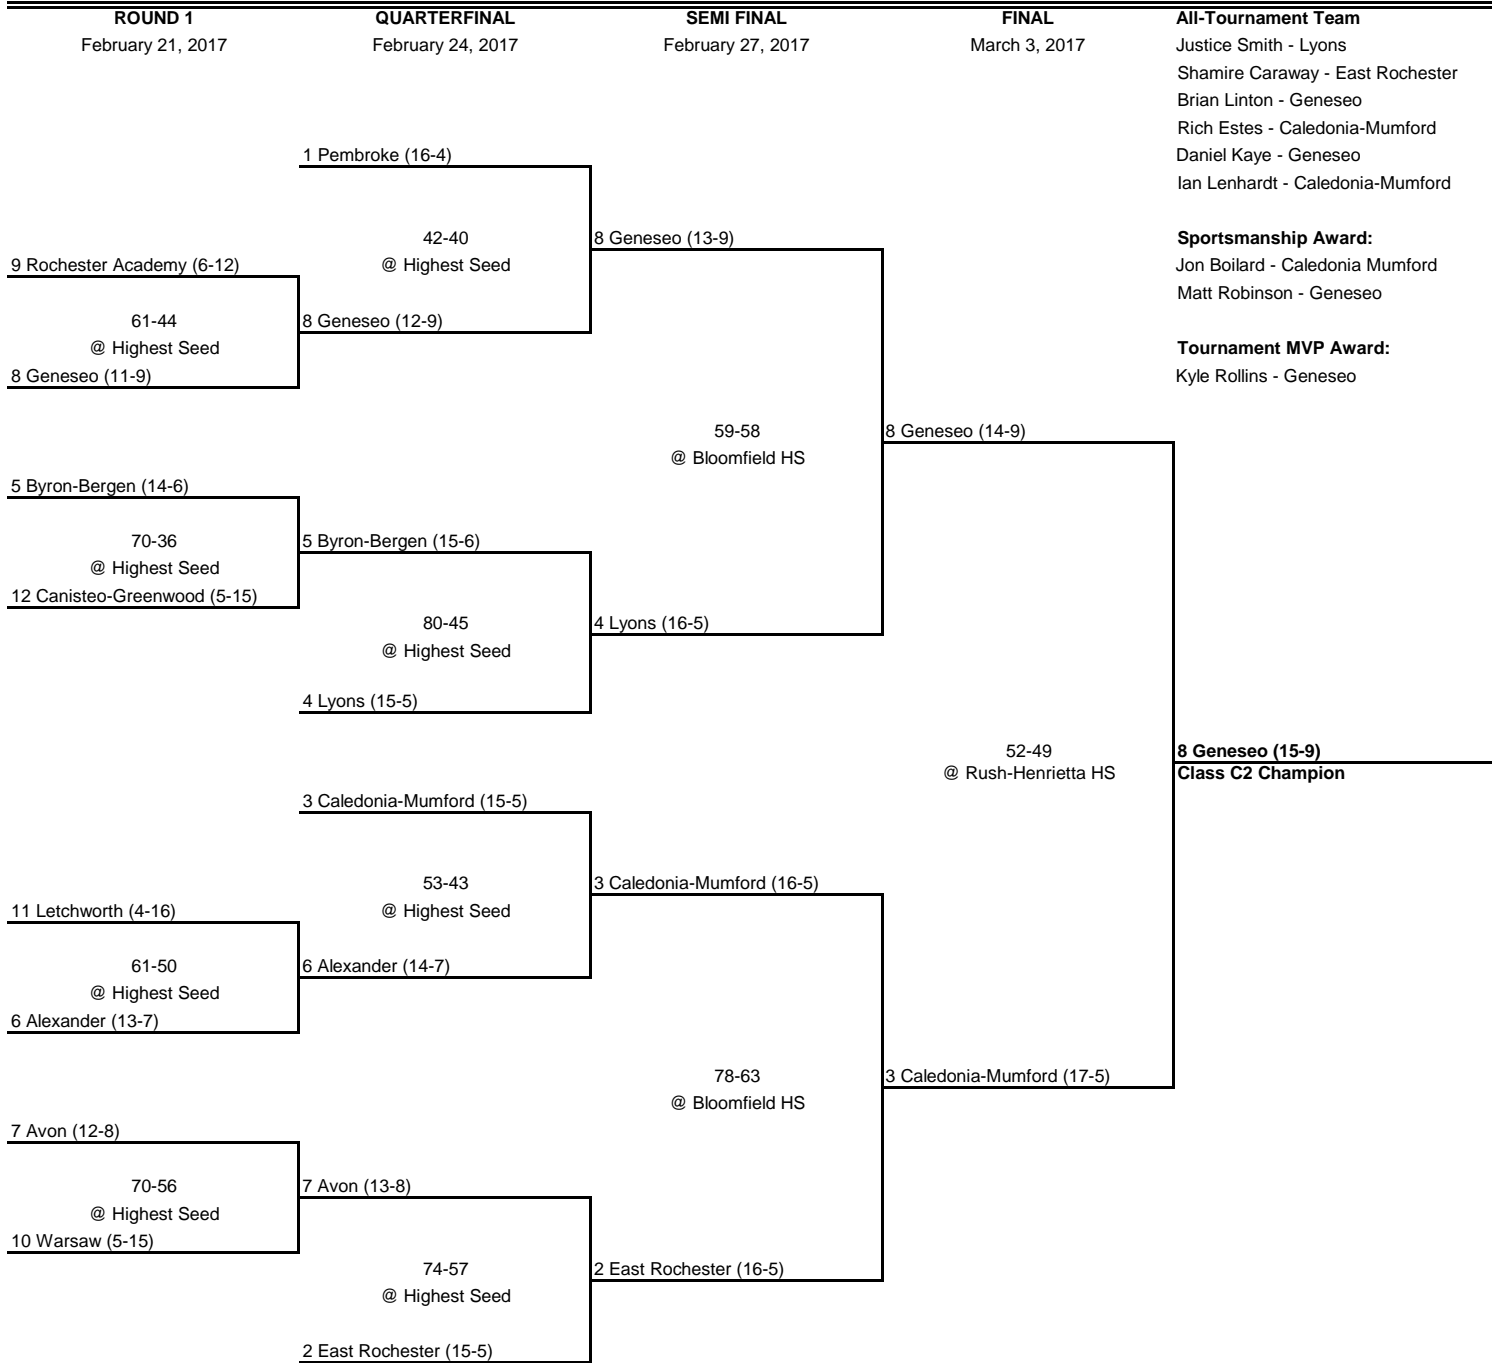 ROUND 1
February 21, 2017
9 Rochester Academy (6-12)
61-44
@ Highest Seed
8 Geneseo (11-9)
5 Byron-Bergen (14-6)
70-36
@ Highest Seed
12 Canisteo-Greenwood (5-15)
11 Letchworth (4-16)
61-50
@ Highest Seed
6 Alexander (13-7)
7 Avon (12-8)
70-56
@ Highest Seed
10 Warsaw (5-15)
QUARTERFINAL
February 24, 2017
1 Pembroke (16-4)
42-40
@ Highest Seed
8 Geneseo (12-9)
5 Byron-Bergen (15-6)
80-45
@ Highest Seed
4 Lyons (15-5)
3 Caledonia-Mumford (15-5)
53-43
@ Highest Seed
6 Alexander (14-7)
7 Avon (13-8)
74-57
@ Highest Seed
2 East Rochester (15-5)
SEMI FINAL
February 27, 2017
8 Geneseo (13-9)
59-58
@ Bloomfield HS
4 Lyons (16-5)
3 Caledonia-Mumford (16-5)
78-63
@ Bloomfield HS
2 East Rochester (16-5)
FINAL
March 3, 2017
8 Geneseo (14-9)
52-49
@ Rush-Henrietta HS
3 Caledonia-Mumford (17-5)
All-Tournament Team
Justice Smith - Lyons
Shamire Caraway - East Rochester
Brian Linton - Geneseo
Rich Estes - Caledonia-Mumford
Daniel Kaye - Geneseo
Ian Lenhardt - Caledonia-Mumford
Sportsmanship Award:
Jon Boilard - Caledonia Mumford
Matt Robinson - Geneseo
Tournament MVP Award:
Kyle Rollins - Geneseo
8 Geneseo (15-9)
Class C2 Champion